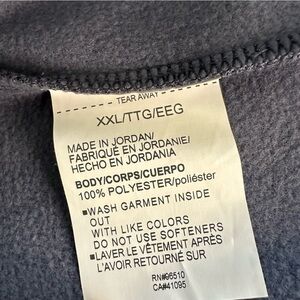 TEAR AWAY
XXL/TTG/EEG
MADE IN JORDAN/
FABRIQUÉ EN JORDANIE/
HECHO EN JORDANIA
BODY/CORPS/CUERPO
100% POLYESTER/poliéster
▪WASH GARMENT INSIDE
OUT
WITH LIKE COLORS
DO NOT USE SOFTENERS
▪LAVER LE VÊTEMENT APRÈS
L'AVOIR RETOURNÉ SUR
RN#96510
CA#41095